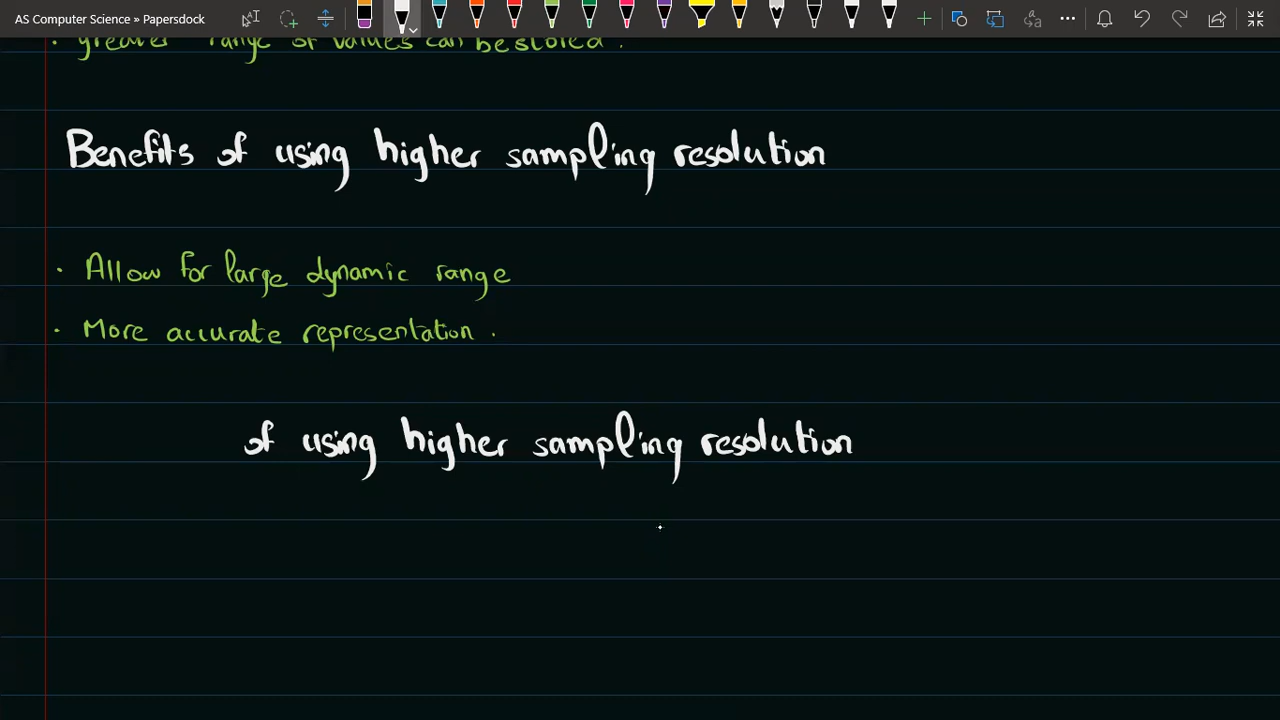 AS Computer Science » Papersdock
· greater range of values can be stored.
Benefits of using higher sampling resolution
· Allow for large dynamic range
· More accurate representation.
of using higher sampling resolution